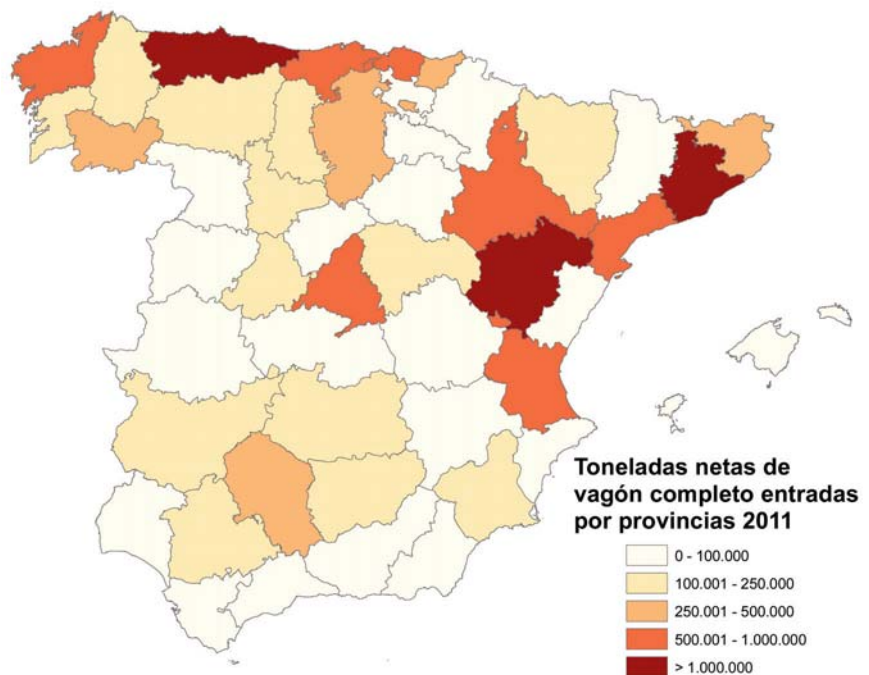 Toneladas netas de
vagón completo entradas
por provincias 2011
0 - 100.000
100.001 - 250.000
250.001 - 500.000
500.001 - 1.000.000
> 1.000.000